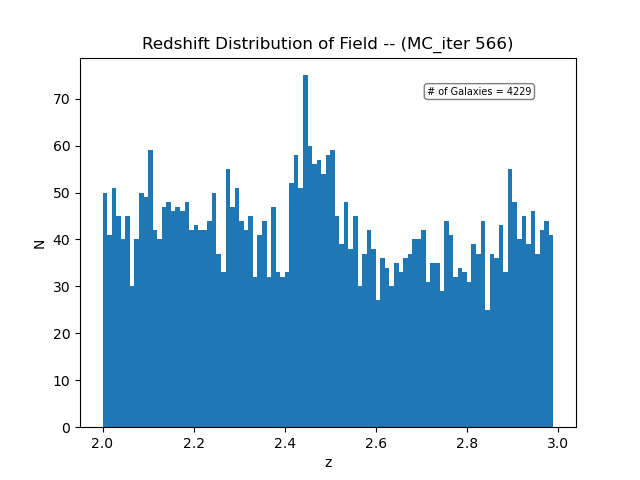 Redshift Distribution of Field -- (MC_iter 566)
# of Galaxies = 4229
70
60
50
40
30
20
10
0
N
2.0 2.2 2.4 2.6 2.8 3.0
z